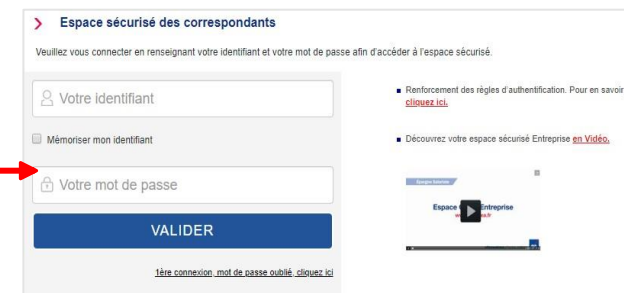 Espace sécurisé des correspondants
Veuillez vous connecter en renseignant votre identifiant et votre mot de passe afin d'accéder à l'espace sécurisé.
Votre identifiant
Mémoriser mon identifiant
Votre mot de passe
VALIDER
1ère connexion, mot de passe oublié, cliquez ici
Renforcement des règles d'authentification. Pour en savoir
cliquez ici.
Découvrez votre espace sécurisé Entreprise en Vidéo.
Espace
Entreprise